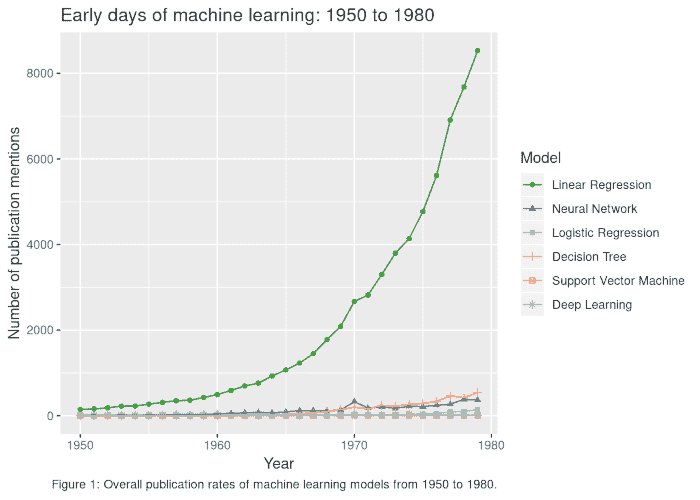 Early days of machine learning: 1950 to 1980
8000
6000
4000
2000
0
Number of publication mentions
1950
1960
1970
1980
Year
Model
Linear Regression
Neural Network
Logistic Regression
Decision Tree
Support Vector Machine
Deep Learning
Figure 1: Overall publication rates of machine learning models from 1950 to 1980.